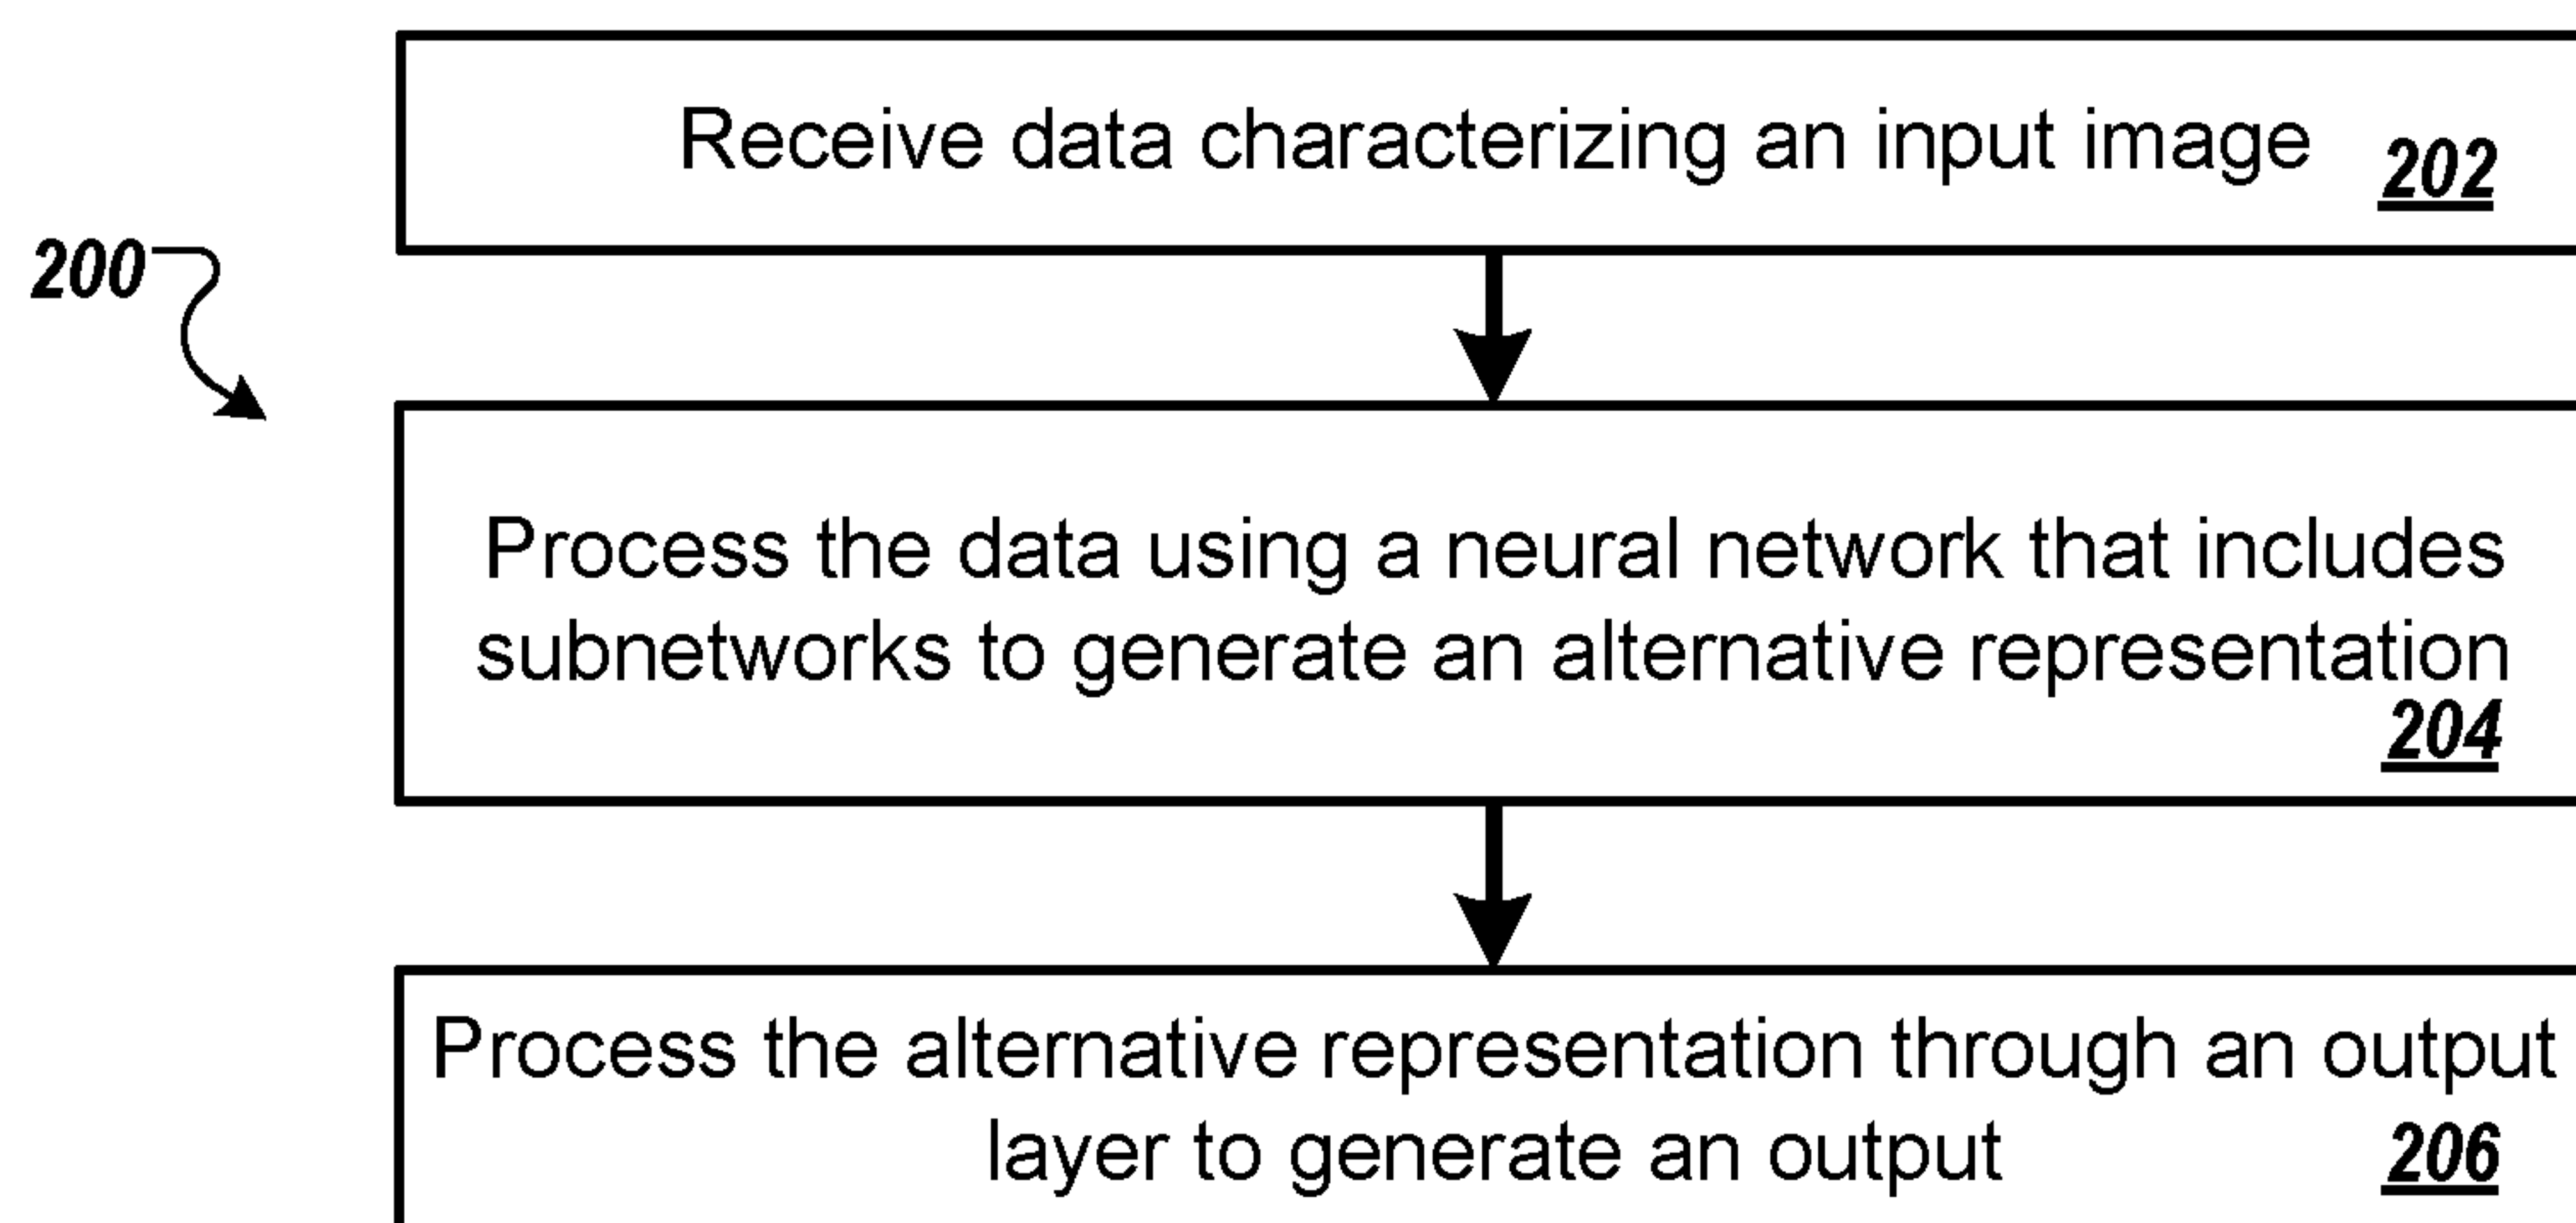 Receive data characterizing an input image 202
200
Process the data using a neural network that includes
subnetworks to generate an alternative representation
204
Process the alternative representation through an output
layer to generate an output 206